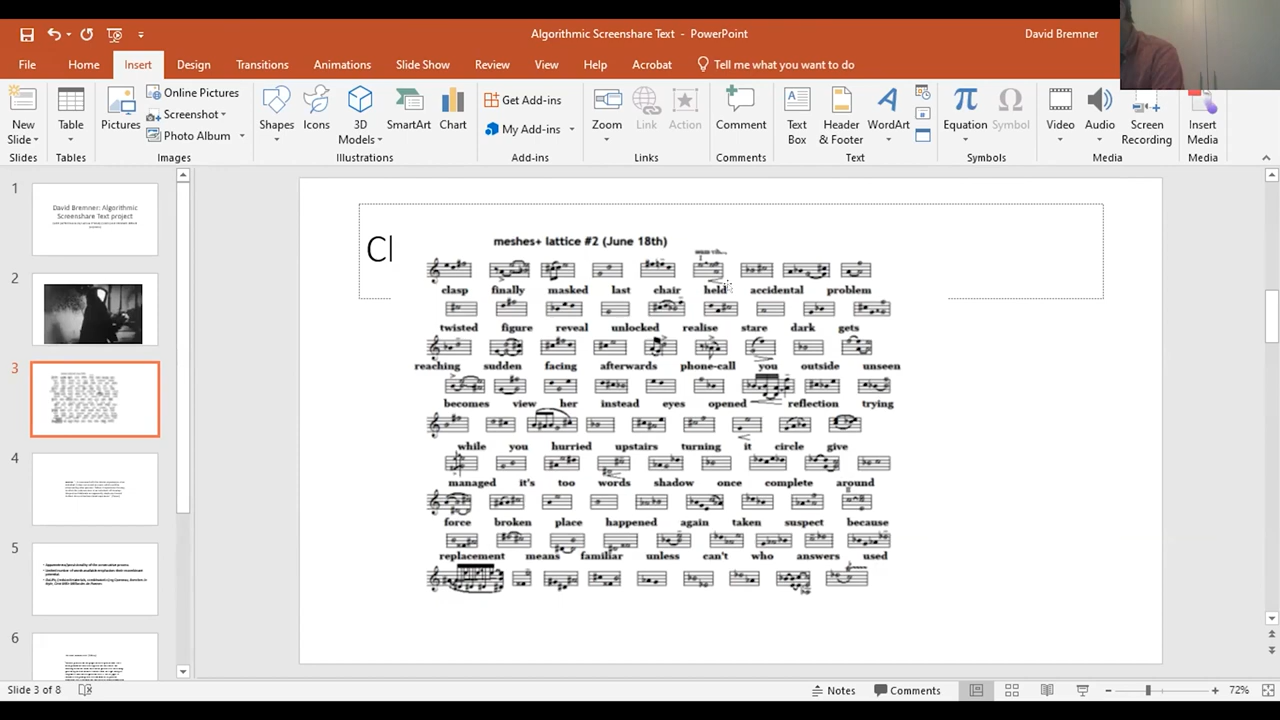 Algorithmic Screenshare Text - PowerPoint
David Bremner
File Home Insert Design Transitions Animations Slide Show Review View Help Acrobat Tell me what you want to do
New Slide
Slides
Table
Tables
Pictures
Online Pictures
Screenshot
Photo Album
Images
Shapes
Icons
3D Models
SmartArt
Chart
Illustrations
Get Add-ins
My Add-ins
Add-ins
Zoom
Link
Action
Links
Comment
Comments
Text Box
Header & Footer
WordArt
Text
Equation
Symbol
Symbols
Video
Audio
Screen Recording
Media
Insert Media
Media
1
David Bremner: Algorithmic
Screenshare Text project
2
3
4
5
6
Cl
meshes+ lattice #2 (June 18th)
clasp finally masked last chair held accidental problem
twisted figure reveal unlocked realise stare dark gets
reaching sudden facing afterwards phone-call you outside unseen
becomes view her instead eyes opened reflection trying
while you hurried upstairs turning it circle give
managed it's too words shadow once complete around
force broken place happened again taken suspect because
replacement means familiar unless can't who answers used
Slide 3 of 8
Notes
Comments
72%